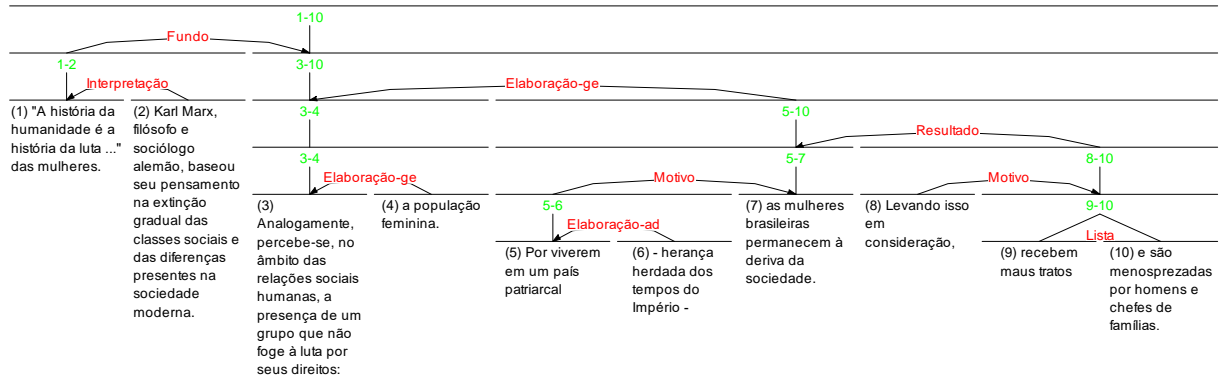 1-10
Fundo
1-2
3-10
Interpretação
Elaboração-ge
(1) "A história da
humanidade é a
história da luta ..."
das mulheres.
(2) Karl Marx,
filósofo e
sociólogo
alemão, baseou
seu pensamento
na extinção
gradual das
classes sociais e
das diferenças
presentes na
sociedade
moderna.
3-4
5-10
Resultado
3-4
5-7
8-10
Elaboração-ge
Motivo
Motivo
(3)
Analogamente,
percebe-se, no
âmbito das
relações sociais
humanas, a
presença de um
grupo que não
foge à luta por
seus direitos:
(4) a população
feminina.
5-6
Elaboração-ad
(5) Por viverem
em um país
patriarcal
(6) - herança
herdada dos
tempos do
Império -
(7) as mulheres
brasileiras
permanecem à
deriva da
sociedade.
(8) Levando isso
em
consideração,
9-10
Lista
(9) recebem
maus tratos
(10) e são
menosprezadas
por homens e
chefes de
famílias.